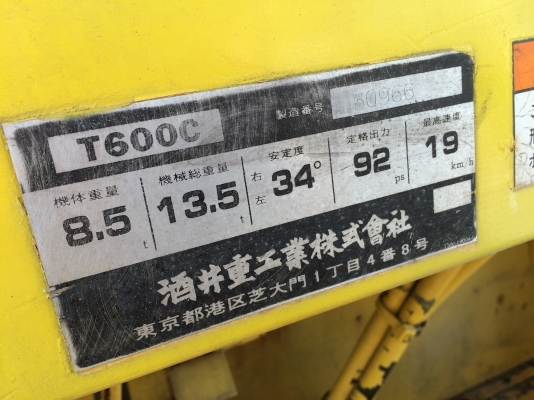 T600C 製造番号 30966
機体重量 機械総重量 安定度 定格出力 最高速度
8.5 t 13.5 t 右 左 34° 92 ps 19 km/h
酒井重工業株式會社
東京都港区芝大門1丁目4番8号